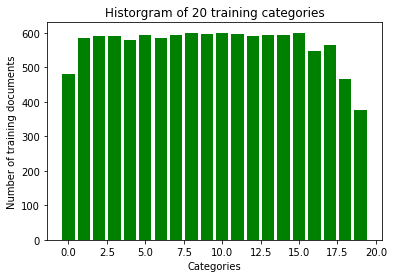 Historgram of 20 training categories
600
500
400
300
200
100
0
Number of training documents
0.0 2.5 5.0 7.5 10.0 12.5 15.0 17.5 20.0
Categories